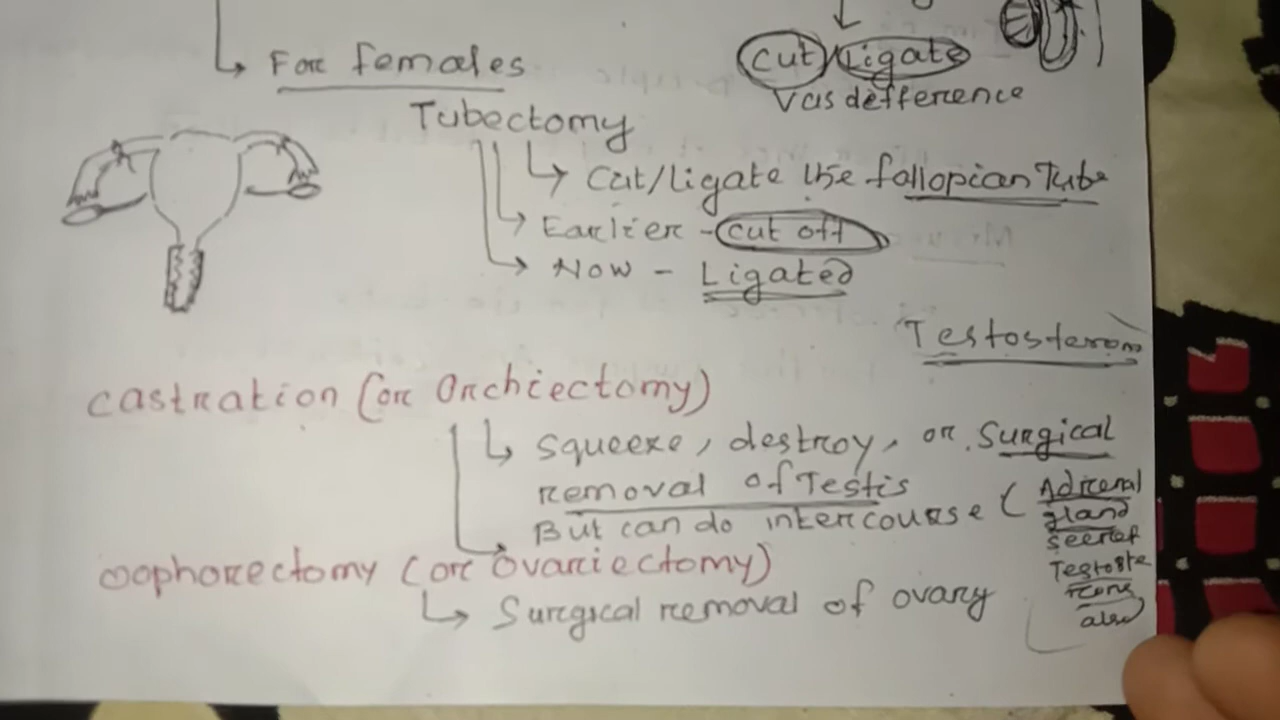 For females
cut/Ligate
Vas defference
Tubectomy
Cut/ligate the fallopian Tube
Earlier - cut off
Now - Ligated
Testosteron
castration (or Orchiectomy)
squeeze, destroy, or surgical
removal of Testis
But can do intercourse (Adrenal
gland
secret
Testoste
rone
also)
oophorectomy (or ovariectomy)
Surgical removal of ovary